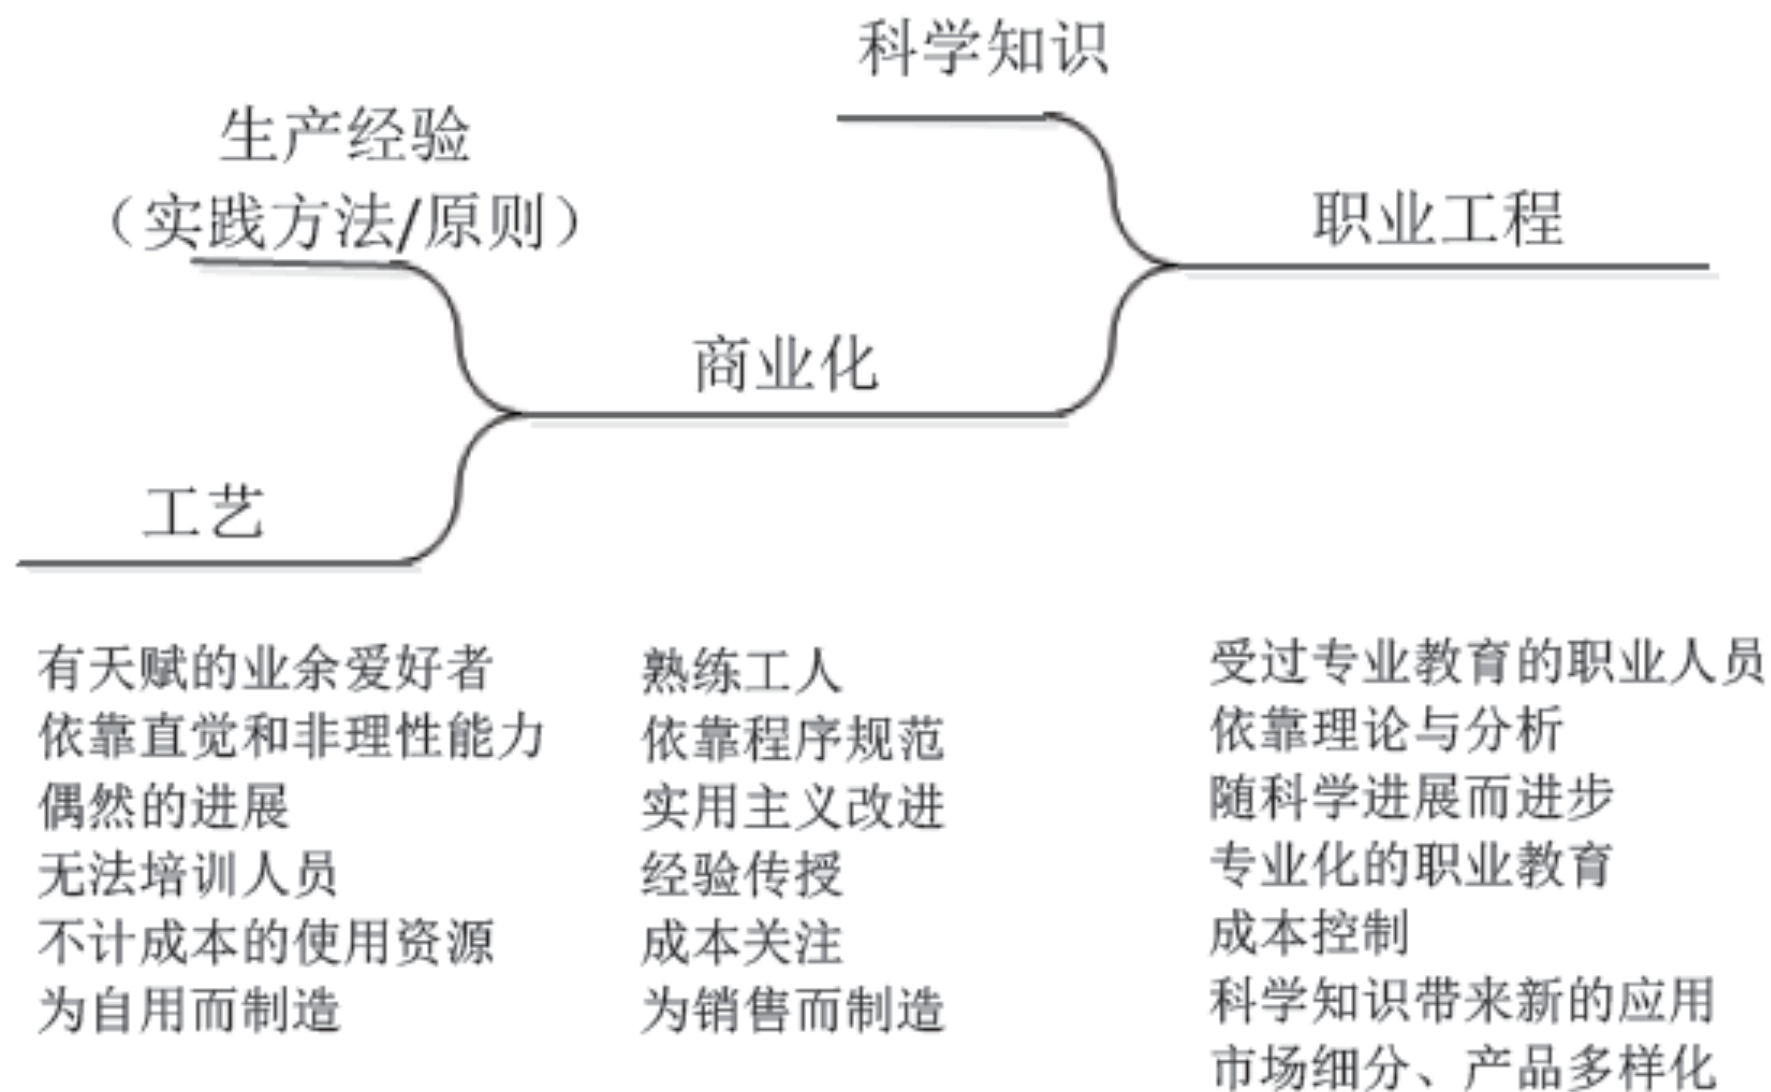 科学知识
生产经验
（实践方法/原则）
职业工程
商业化
工艺
有天赋的业余爱好者
依靠直觉和非理性能力
偶然的进展
无法培训人员
不计成本的使用资源
为自用而制造
熟练工人
依靠程序规范
实用主义改进
经验传授
成本关注
为销售而制造
受过专业教育的职业人员
依靠理论与分析
随科学进展而进步
专业化的职业教育
成本控制
科学知识带来新的应用
市场细分、产品多样化